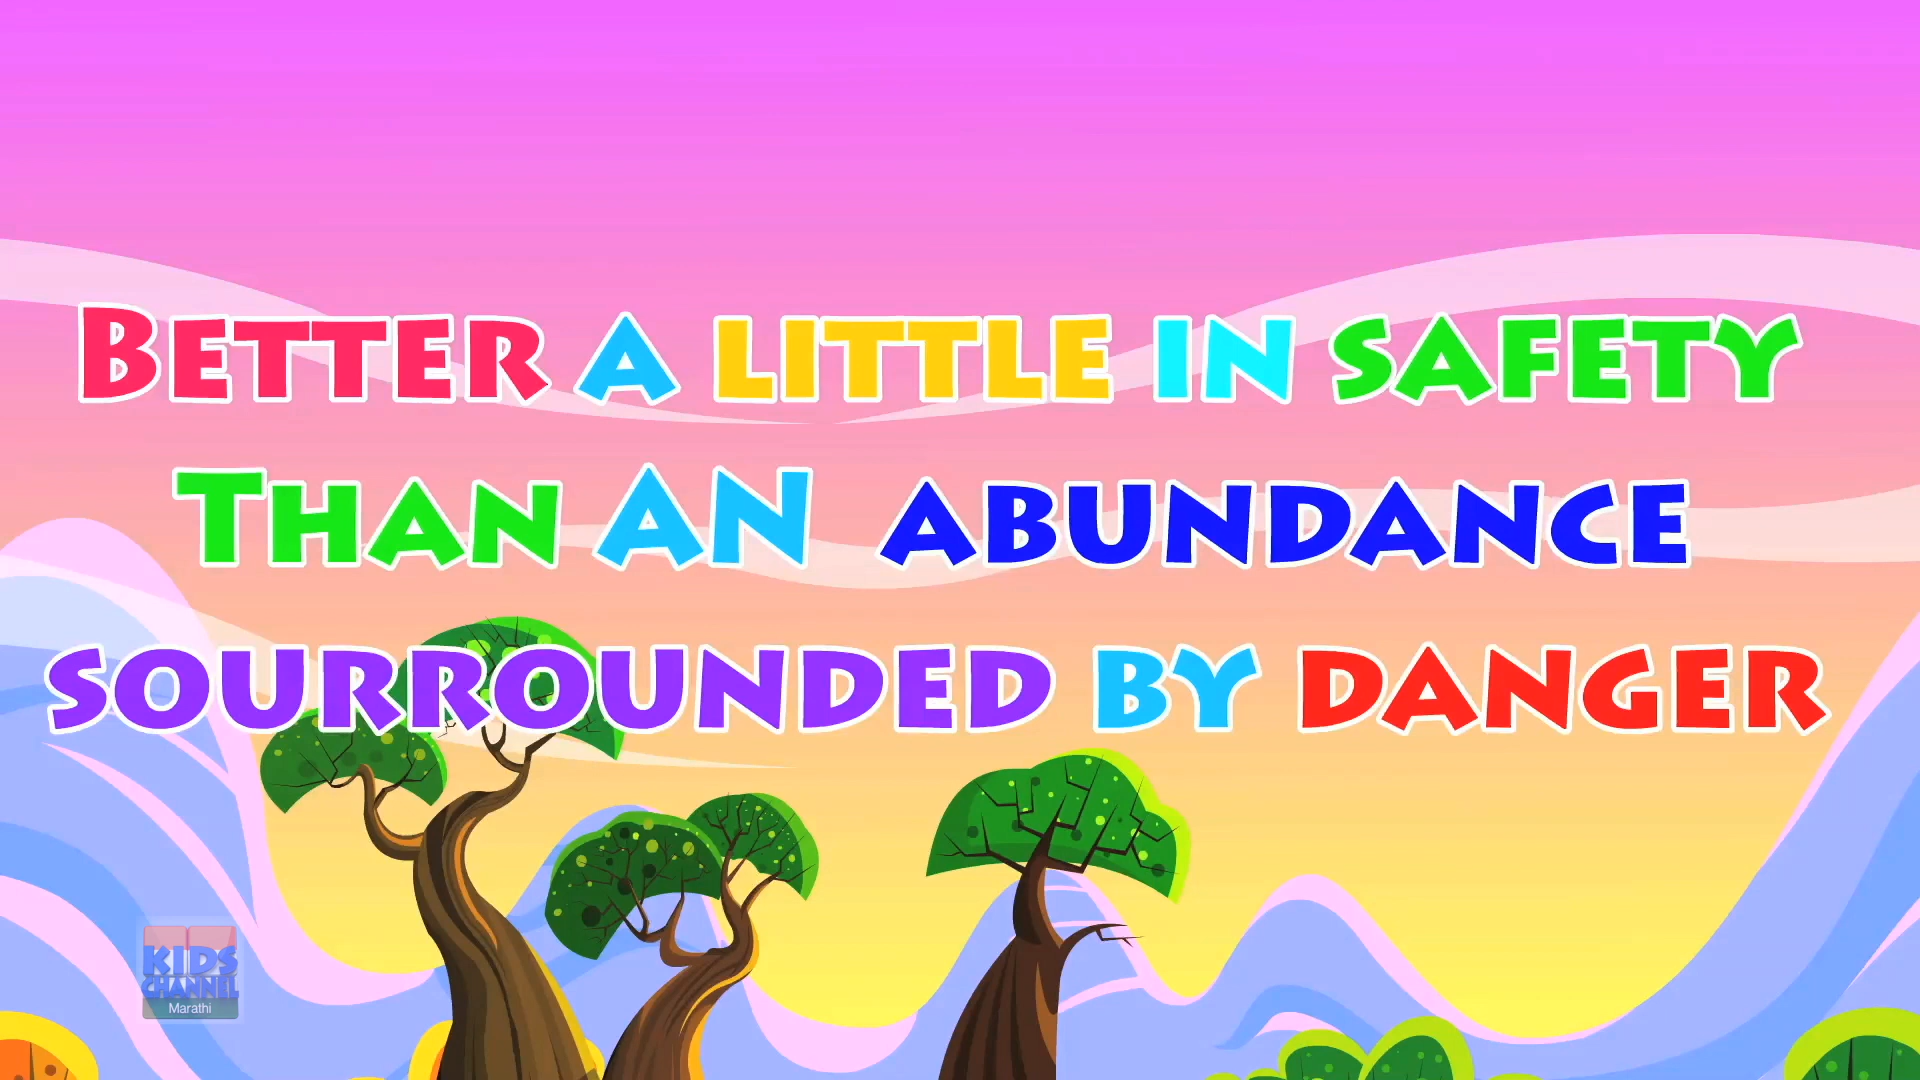 Better a little in safety
Than an abundance
sourrounded by danger
KIDS
CHANNEL
Marathi